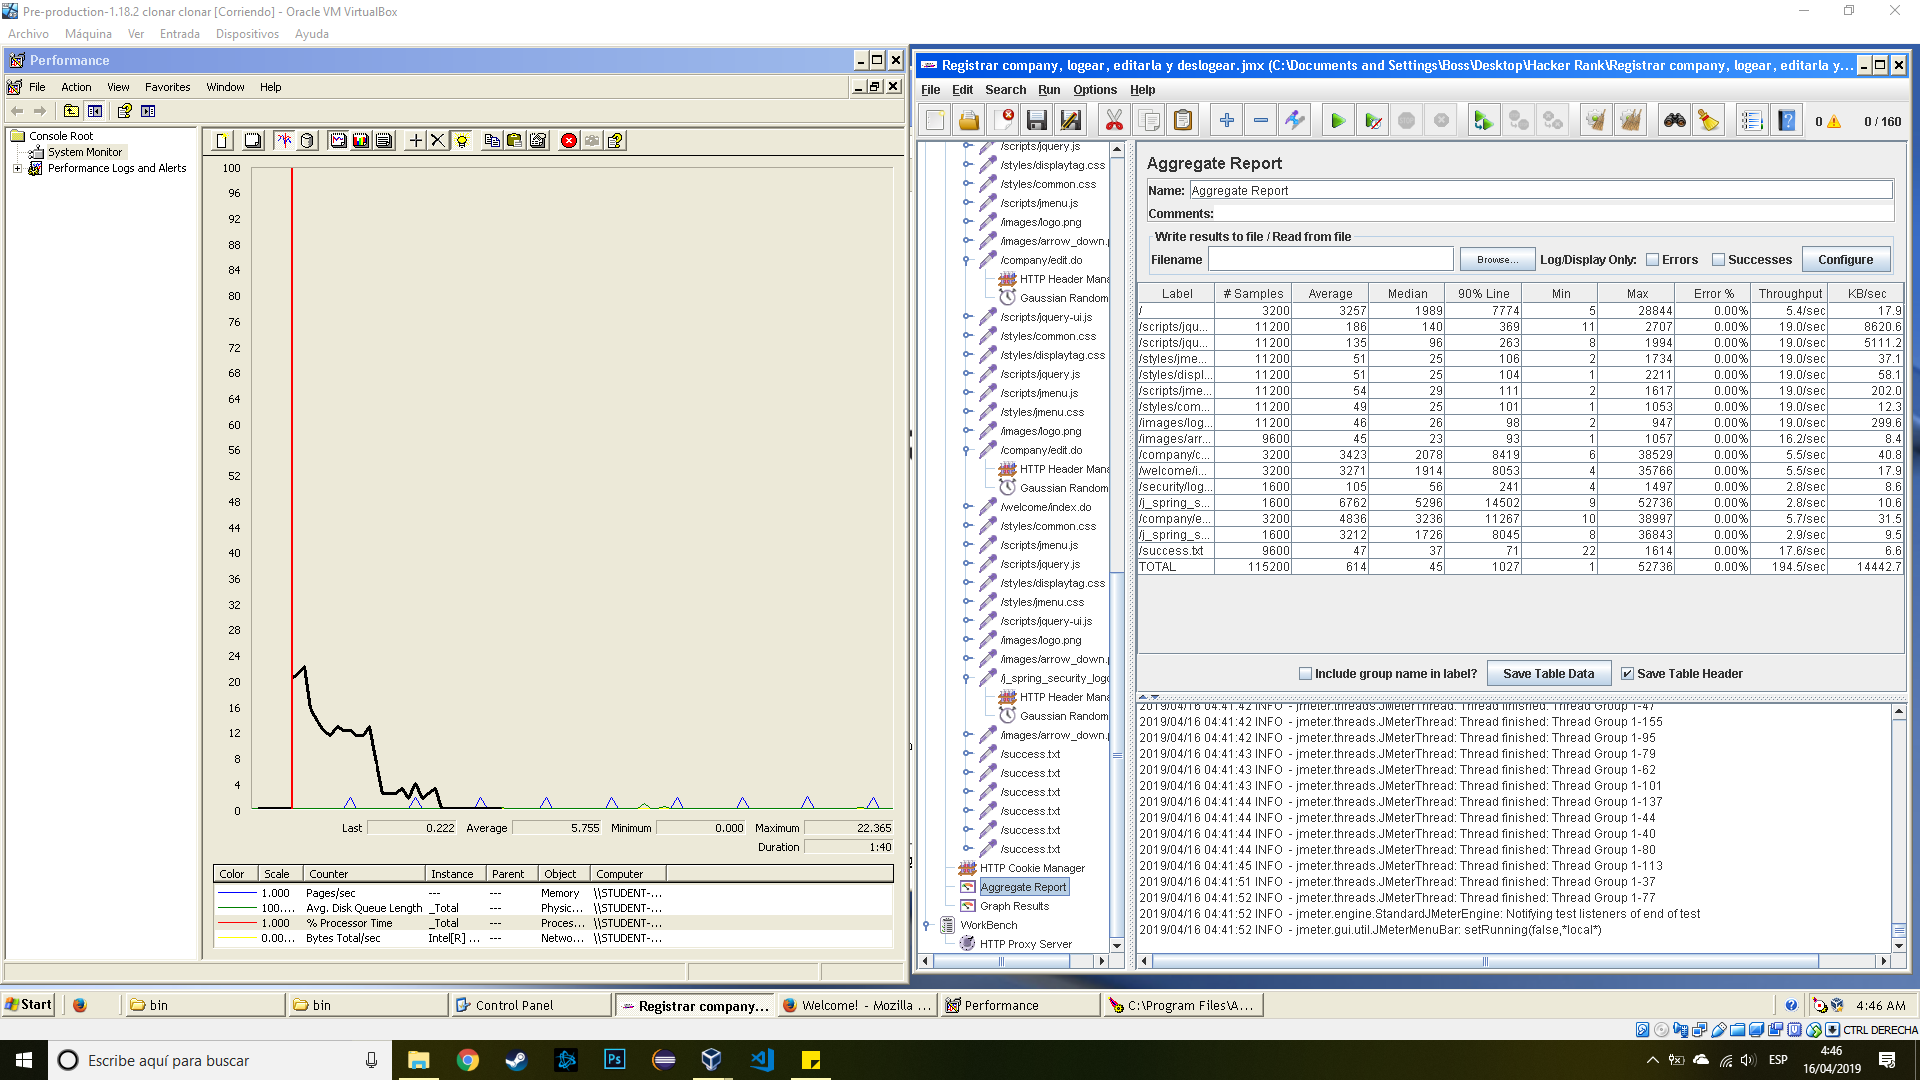 Pre-production-1.18.2 clonar clonar [Corriendo] - Oracle VM VirtualBox
Archivo Máquina Ver Entrada Dispositivos Ayuda
Performance
File Action View Favorites Window Help
Console Root
System Monitor
Performance Logs and Alerts
100
96
92
88
84
80
76
72
68
64
60
56
52
48
44
40
36
32
28
24
20
16
12
8
4
0
Last 0.222 Average 5.755 Minimum 0.000 Maximum 22.365
Duration 1:40
Color Scale Counter Instance Parent Object Computer
1.000 Pages/sec --- --- Memory \\STUDENT-...
100.... Avg. Disk Queue Length _Total --- Physic... \\STUDENT-...
1.000 % Processor Time _Total --- Proces... \\STUDENT-...
0.00... Bytes Total/sec Intel[R] ... --- Netwo... \\STUDENT-...
Registrar company, logear, editarla y deslogear.jmx (C:\Documents and Settings\Boss\Desktop\Hacker Rank\Registrar company, logear, editarla y...
File Edit Search Run Options Help
0 0 / 160
/scripts/jquery.js
/styles/displaytag.css
/styles/common.css
/scripts/jmenu.js
/images/logo.png
/images/arrow_down.p
/company/edit.do
HTTP Header Mana
Gaussian Random
/scripts/jquery-ui.js
/styles/common.css
/styles/displaytag.css
/scripts/jquery.js
/scripts/jmenu.js
/styles/jmenu.css
/images/logo.png
/company/edit.do
HTTP Header Mana
Gaussian Random
/welcome/index.do
/styles/common.css
/scripts/jmenu.js
/scripts/jquery.js
/styles/displaytag.css
/styles/jmenu.css
/scripts/jquery-ui.js
/images/logo.png
/images/arrow_down.p
/j_spring_security_logo
HTTP Header Mana
Gaussian Random
/images/arrow_down.p
/success.txt
/success.txt
/success.txt
/success.txt
/success.txt
/success.txt
HTTP Cookie Manager
Aggregate Report
Graph Results
WorkBench
HTTP Proxy Server
Aggregate Report
Name: Aggregate Report
Comments:
Write results to file / Read from file
Filename Browse... Log/Display Only: Errors Successes Configure
Label # Samples Average Median 90% Line Min Max Error % Throughput KB/sec
/ 3200 3257 1989 7774 5 28844 0.00% 5.4/sec 17.9
/scripts/jqu... 11200 186 140 369 11 2707 0.00% 19.0/sec 8620.6
/scripts/jqu... 11200 135 96 263 8 1994 0.00% 19.0/sec 5111.2
/styles/jme... 11200 51 25 106 2 1734 0.00% 19.0/sec 37.1
/styles/displ... 11200 51 25 104 1 2211 0.00% 19.0/sec 58.1
/scripts/jme... 11200 54 29 111 2 1617 0.00% 19.0/sec 202.0
/styles/com... 11200 49 25 101 1 1053 0.00% 19.0/sec 12.3
/images/log... 11200 46 26 98 2 947 0.00% 19.0/sec 299.6
/images/arr... 9600 45 23 93 1 1057 0.00% 16.2/sec 8.4
/company/c... 3200 3423 2078 8419 6 38529 0.00% 5.5/sec 40.8
/welcome/i... 3200 3271 1914 8053 4 35766 0.00% 5.5/sec 17.9
/security/log... 1600 105 56 241 4 1497 0.00% 2.8/sec 8.6
/j_spring_s... 1600 6762 5296 14502 9 52736 0.00% 2.8/sec 10.6
/company/e... 3200 4836 3236 11267 10 38997 0.00% 5.7/sec 31.5
/j_spring_s... 1600 3212 1726 8045 8 36843 0.00% 2.9/sec 9.5
/success.txt 9600 47 37 71 22 1614 0.00% 17.6/sec 6.6
TOTAL 115200 614 45 1027 1 52736 0.00% 194.5/sec 14442.7
Include group name in label? Save Table Data Save Table Header
2019/04/16 04:41:42 INFO - jmeter.threads.JMeterThread: Thread finished: Thread Group 1-47
2019/04/16 04:41:42 INFO - jmeter.threads.JMeterThread: Thread finished: Thread Group 1-155
2019/04/16 04:41:42 INFO - jmeter.threads.JMeterThread: Thread finished: Thread Group 1-95
2019/04/16 04:41:43 INFO - jmeter.threads.JMeterThread: Thread finished: Thread Group 1-79
2019/04/16 04:41:43 INFO - jmeter.threads.JMeterThread: Thread finished: Thread Group 1-62
2019/04/16 04:41:43 INFO - jmeter.threads.JMeterThread: Thread finished: Thread Group 1-101
2019/04/16 04:41:44 INFO - jmeter.threads.JMeterThread: Thread finished: Thread Group 1-137
2019/04/16 04:41:44 INFO - jmeter.threads.JMeterThread: Thread finished: Thread Group 1-44
2019/04/16 04:41:44 INFO - jmeter.threads.JMeterThread: Thread finished: Thread Group 1-40
2019/04/16 04:41:44 INFO - jmeter.threads.JMeterThread: Thread finished: Thread Group 1-80
2019/04/16 04:41:45 INFO - jmeter.threads.JMeterThread: Thread finished: Thread Group 1-113
2019/04/16 04:41:51 INFO - jmeter.threads.JMeterThread: Thread finished: Thread Group 1-37
2019/04/16 04:41:52 INFO - jmeter.threads.JMeterThread: Thread finished: Thread Group 1-77
2019/04/16 04:41:52 INFO - jmeter.engine.StandardJMeterEngine: Notifying test listeners of end of test
2019/04/16 04:41:52 INFO - jmeter.gui.util.JMeterMenuBar: setRunning(false,*local*)
Start bin bin Control Panel Registrar company,... Welcome! - Mozilla ... Performance C:\Program Files\A... 4:46 AM
CTRL DERECHA
Escribe aquí para buscar
ESP
4:46
16/04/2019